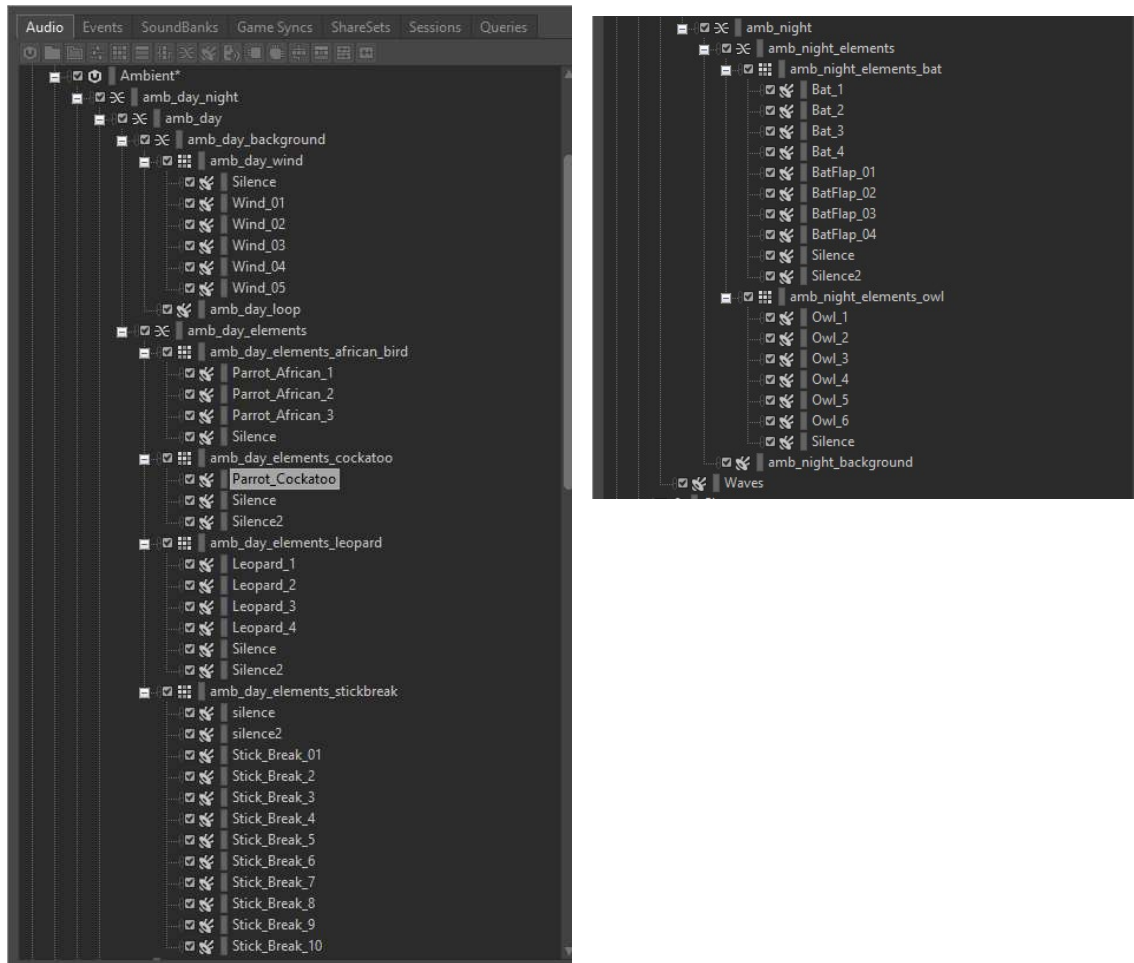 Audio Events SoundBanks Game Syncs ShareSets Sessions Queries
Ambient*
amb_day_night
amb_day
amb_day_background
amb_day_wind
Silence
Wind_01
Wind_02
Wind_03
Wind_04
Wind_05
amb_day_loop
amb_day_elements
amb_day_elements_african_bird
Parrot_African_1
Parrot_African_2
Parrot_African_3
Silence
amb_day_elements_cockatoo
Parrot_Cockatoo
Silence
Silence2
amb_day_elements_leopard
Leopard_1
Leopard_2
Leopard_3
Leopard_4
Silence
Silence2
amb_day_elements_stickbreak
silence
silence2
Stick_Break_01
Stick_Break_2
Stick_Break_3
Stick_Break_4
Stick_Break_5
Stick_Break_6
Stick_Break_7
Stick_Break_8
Stick_Break_9
Stick_Break_10
amb_night
amb_night_elements
amb_night_elements_bat
Bat_1
Bat_2
Bat_3
Bat_4
BatFlap_01
BatFlap_02
BatFlap_03
BatFlap_04
Silence
Silence2
amb_night_elements_owl
Owl_1
Owl_2
Owl_3
Owl_4
Owl_5
Owl_6
Silence
amb_night_background
Waves